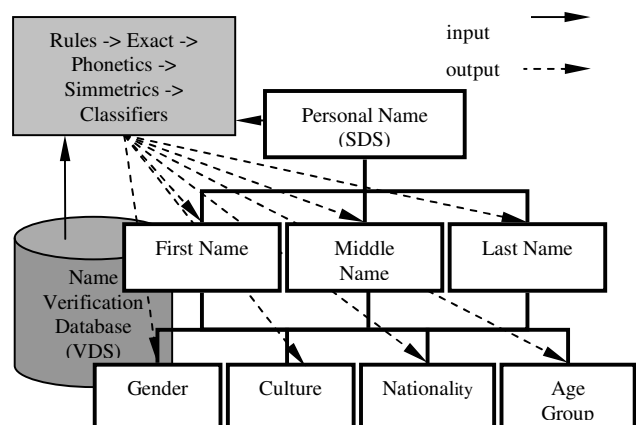 Rules -> Exact ->
Phonetics ->
Simmetrics ->
Classifiers
input
output
Personal Name
(SDS)
First Name
Middle
Name
Last Name
Name
Verification
Database
(VDS)
Gender
Culture
Nationality
Age
Group